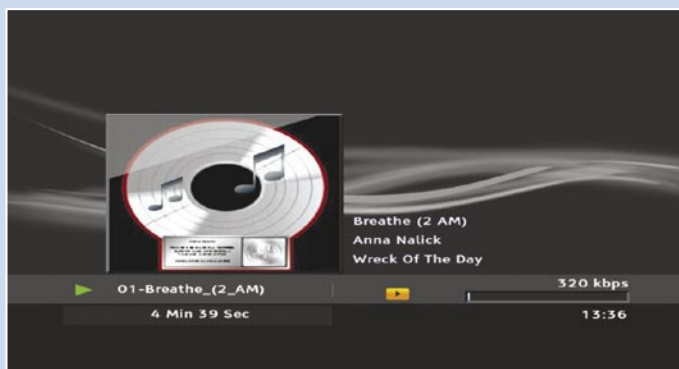 Breathe (2 AM)
Anna Nalick
Wreck Of The Day
01-Breathe_(2_AM)
320 kbps
4 Min 39 Sec
13:36